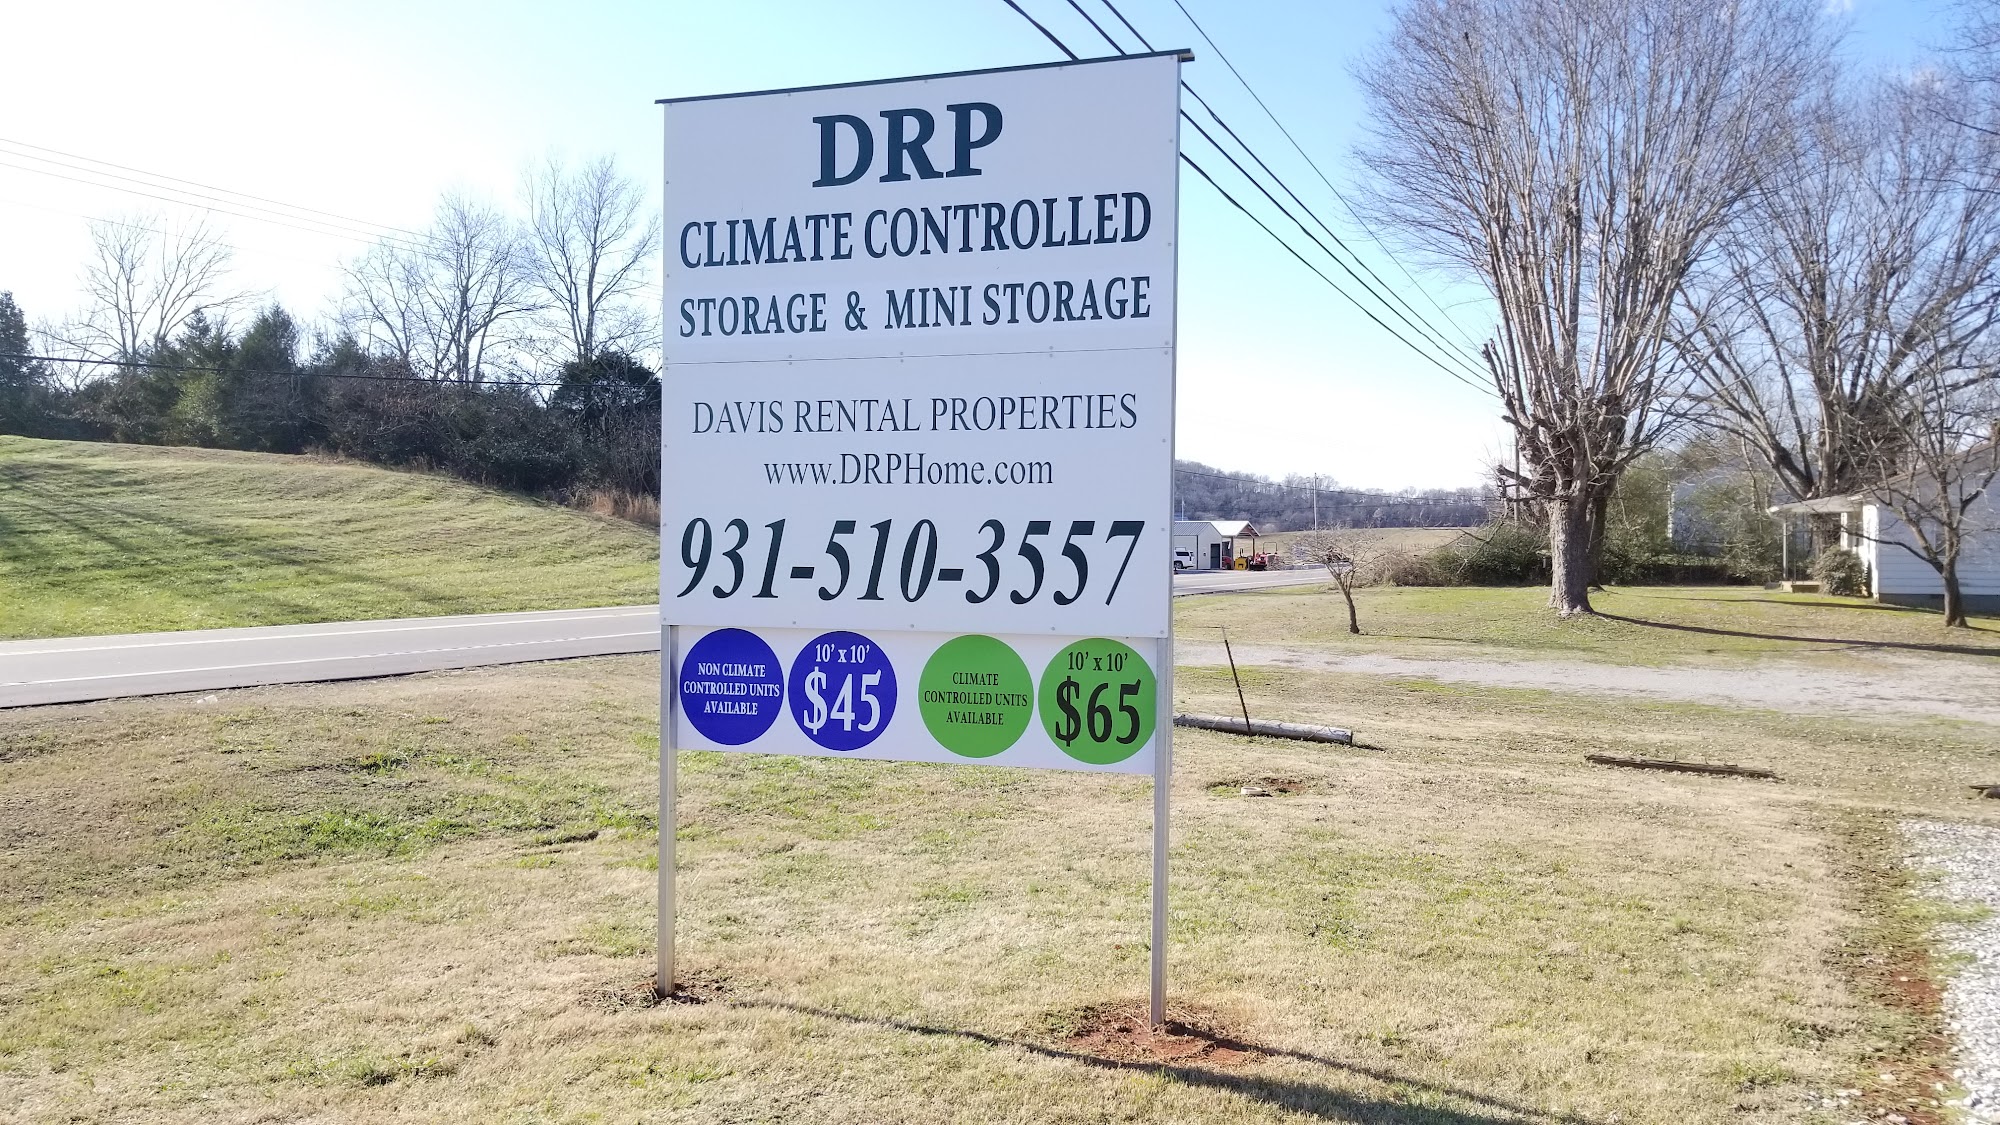 DRP
CLIMATE CONTROLLED
STORAGE & MINI STORAGE
DAVIS RENTAL PROPERTIES
www.DRPHome.com
931-510-3557
NON CLIMATE
CONTROLLED UNITS
AVAILABLE
10' x 10'
$45
CLIMATE
CONTROLLED UNITS
AVAILABLE
10' x 10'
$65